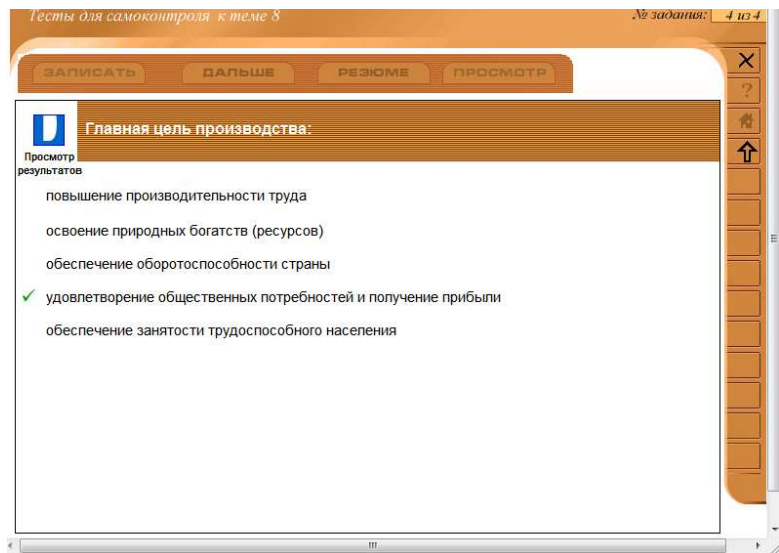 Тесты для самоконтроля к теме 8
№ задания: 4 из 4
ЗАПИСАТЬ ДАЛЬШЕ РЕЗЮМЕ ПРОСМОТР
?
Главная цель производства:
Просмотр
результатов
повышение производительности труда
освоение природных богатств (ресурсов)
обеспечение оборотоспособности страны
удовлетворение общественных потребностей и получение прибыли
обеспечение занятости трудоспособного населения